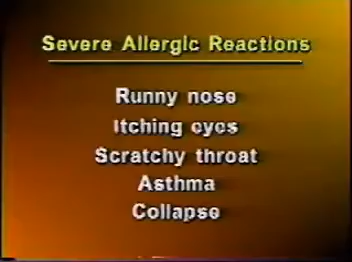 Severe Allergic Reactions
Runny nose
Itching eyes
Scratchy throat
Asthma
Collapse